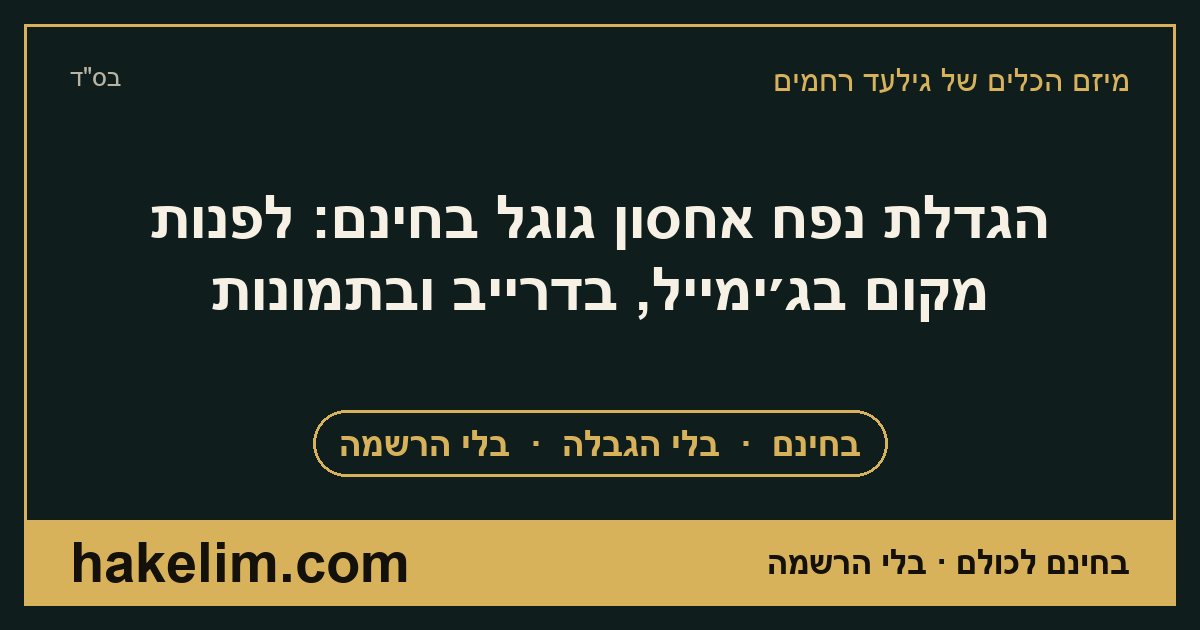 בס"ד
מיזם הכלים של גילעד רחמים
הגדלת נפח אחסון גוגל בחינם: לפנות
מקום בג׳ימייל, בדרייב ובתמונות
בחינם · בלי הגבלה · בלי הרשמה
בחינם לכולם · בלי הרשמה
hakelim.com